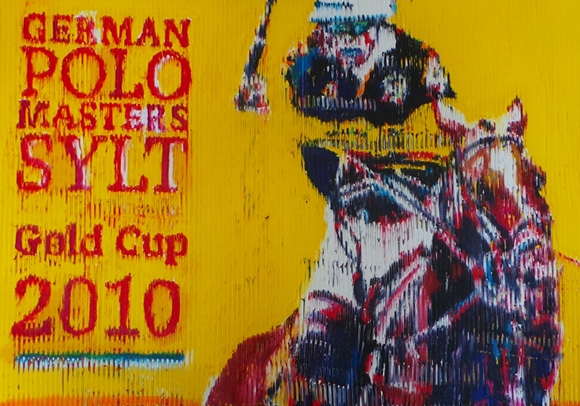 GERMAN
POLO
MASTERS
SYLT
Gold Cup
2010